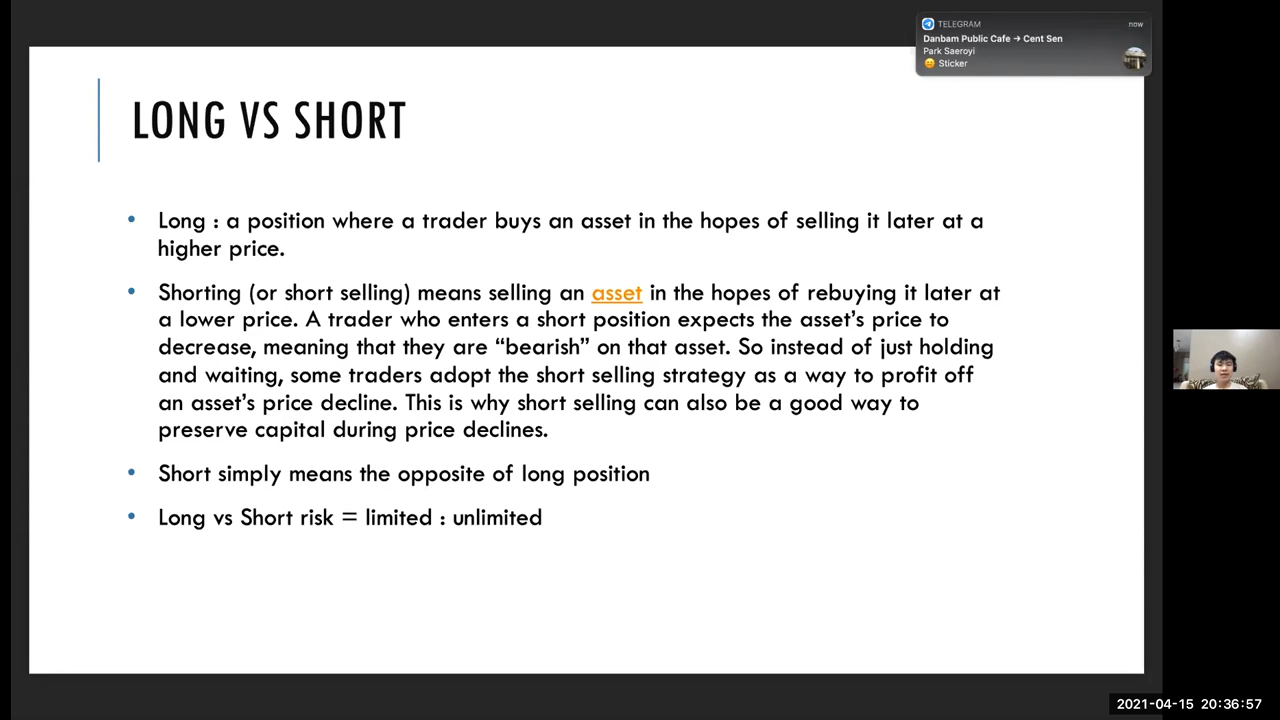 TELEGRAM
now
Danbam Public Cafe → Cent Sen
Park Saeroyi
😄 Sticker
LONG VS SHORT
• Long : a position where a trader buys an asset in the hopes of selling it later at a
higher price.
• Shorting (or short selling) means selling an asset in the hopes of rebuying it later at
a lower price. A trader who enters a short position expects the asset’s price to
decrease, meaning that they are “bearish” on that asset. So instead of just holding
and waiting, some traders adopt the short selling strategy as a way to profit off
an asset’s price decline. This is why short selling can also be a good way to
preserve capital during price declines.
• Short simply means the opposite of long position
• Long vs Short risk = limited : unlimited
2021-04-15 20:36:57